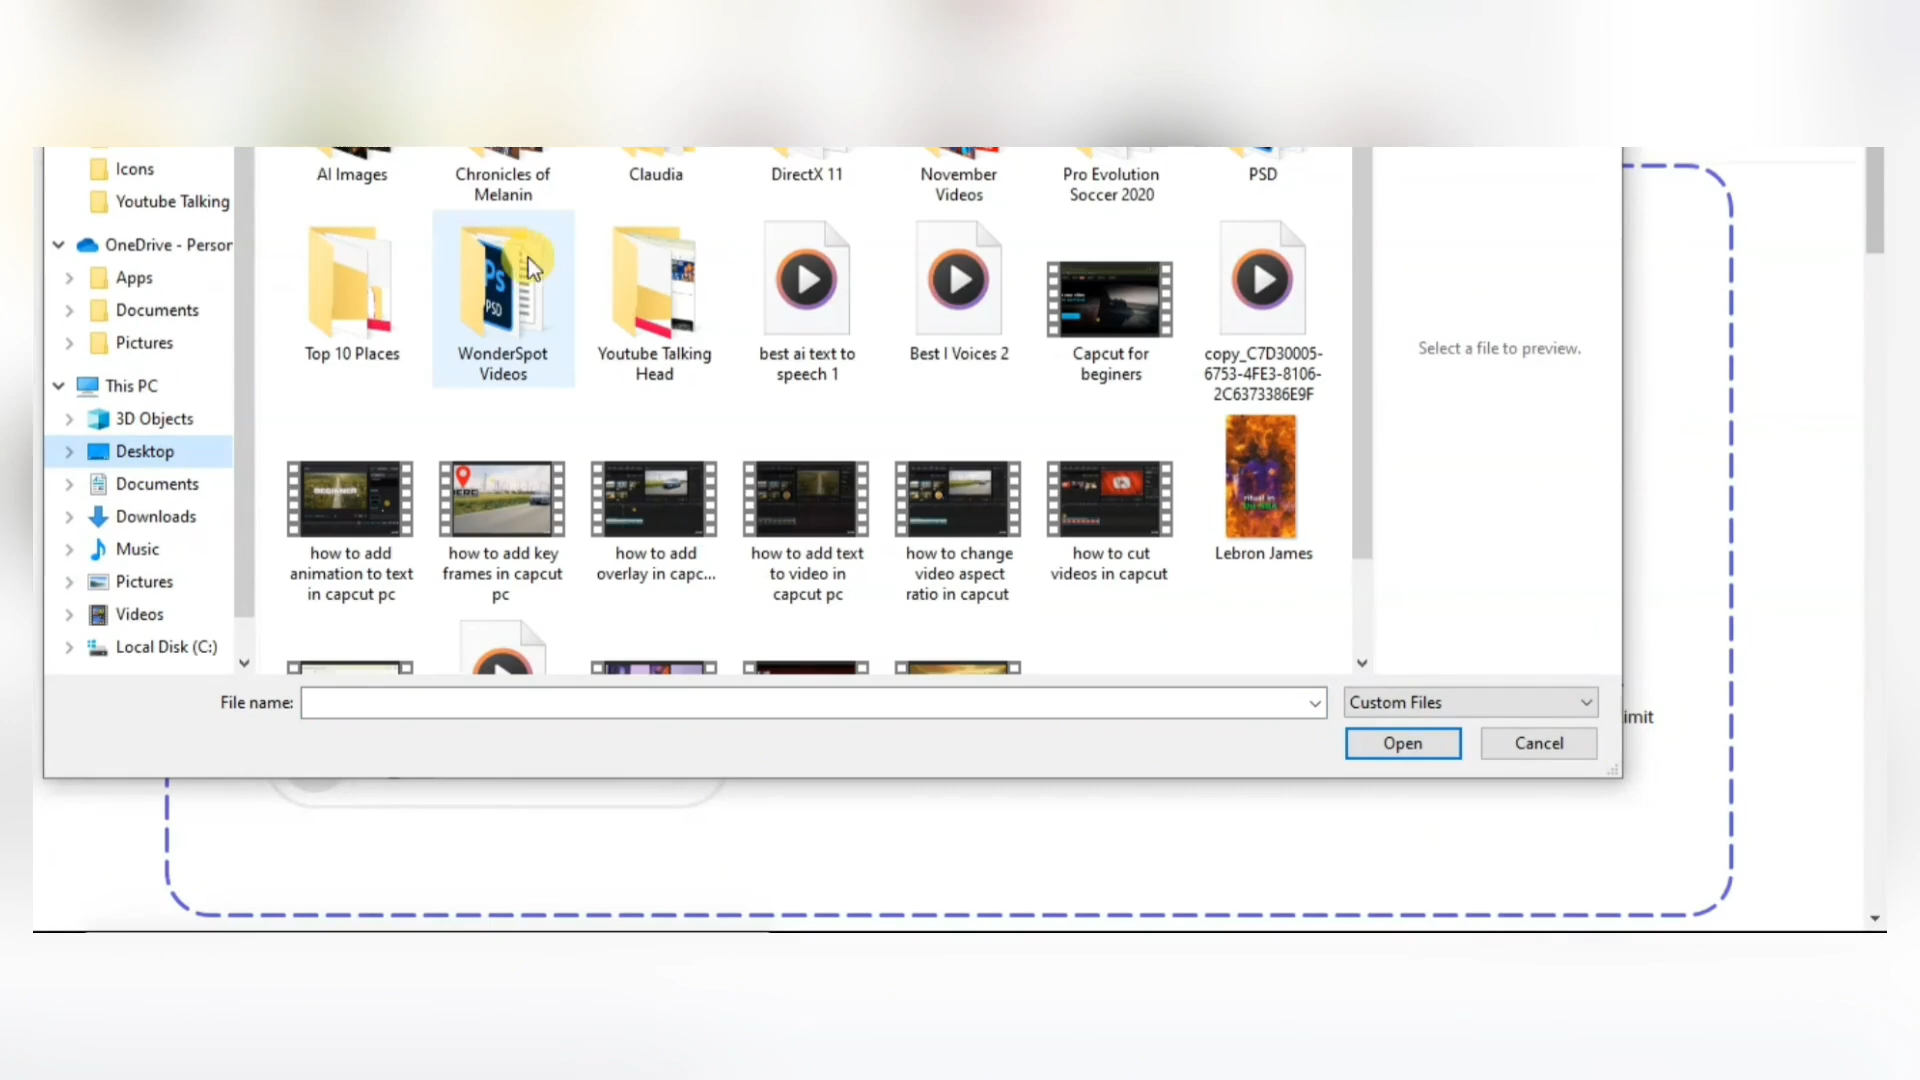 Icons
Youtube Talking
OneDrive - Person
Apps
Documents
Pictures
This PC
3D Objects
Desktop
Documents
Downloads
Music
Pictures
Videos
Local Disk (C:)
AI Images
Chronicles of
Melanin
Claudia
DirectX 11
November
Videos
Pro Evolution
Soccer 2020
PSD
Ps
PSD
Top 10 Places
WonderSpot
Videos
Youtube Talking
Head
best ai text to
speech 1
Best I Voices 2
Capcut for
beginers
copy_C7D30005-
6753-4FE3-8106-
2C6373386E9F
BEGINNER
how to add
animation to text
in capcut pc
how to add key
frames in capcut
pc
how to add
overlay in capc...
how to add text
to video in
capcut pc
how to change
video aspect
ratio in capcut
how to cut
videos in capcut
ritual in
Lebron James
Select a file to preview.
File name:
Custom Files
Open
Cancel
imit